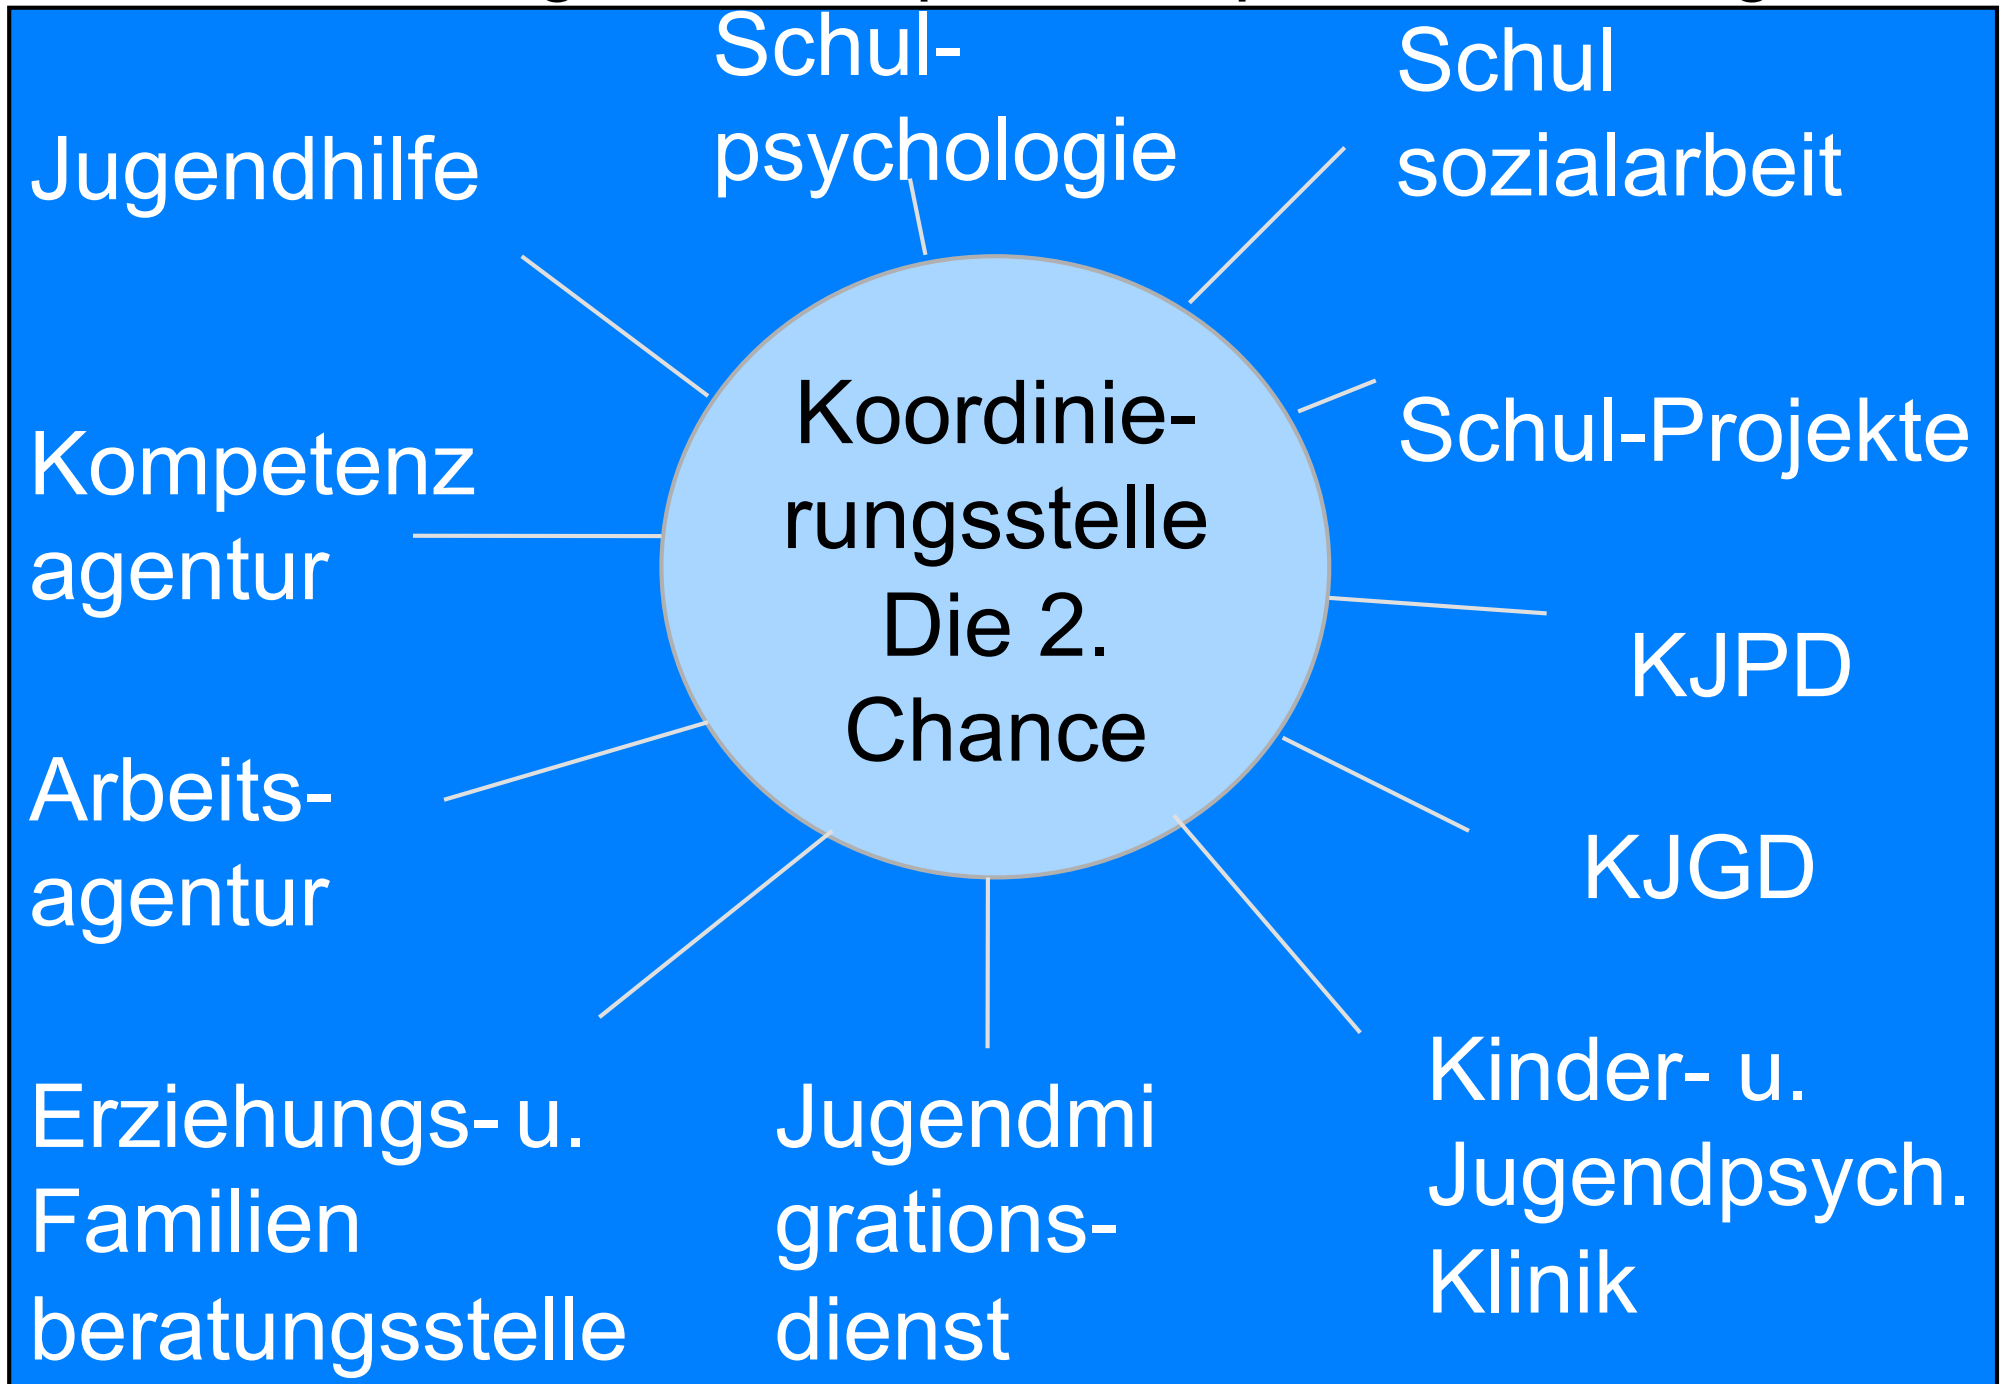 Schul-
psychologie
Schul
sozialarbeit
Jugendhilfe
Koordinie-
rungsstelle
Die 2.
Chance
Schul-Projekte
Kompetenz
agentur
KJPD
Arbeits-
agentur
KJGD
Erziehungs- u.
Familien
beratungsstelle
Jugendmi
grations-
dienst
Kinder- u.
Jugendpsych.
Klinik